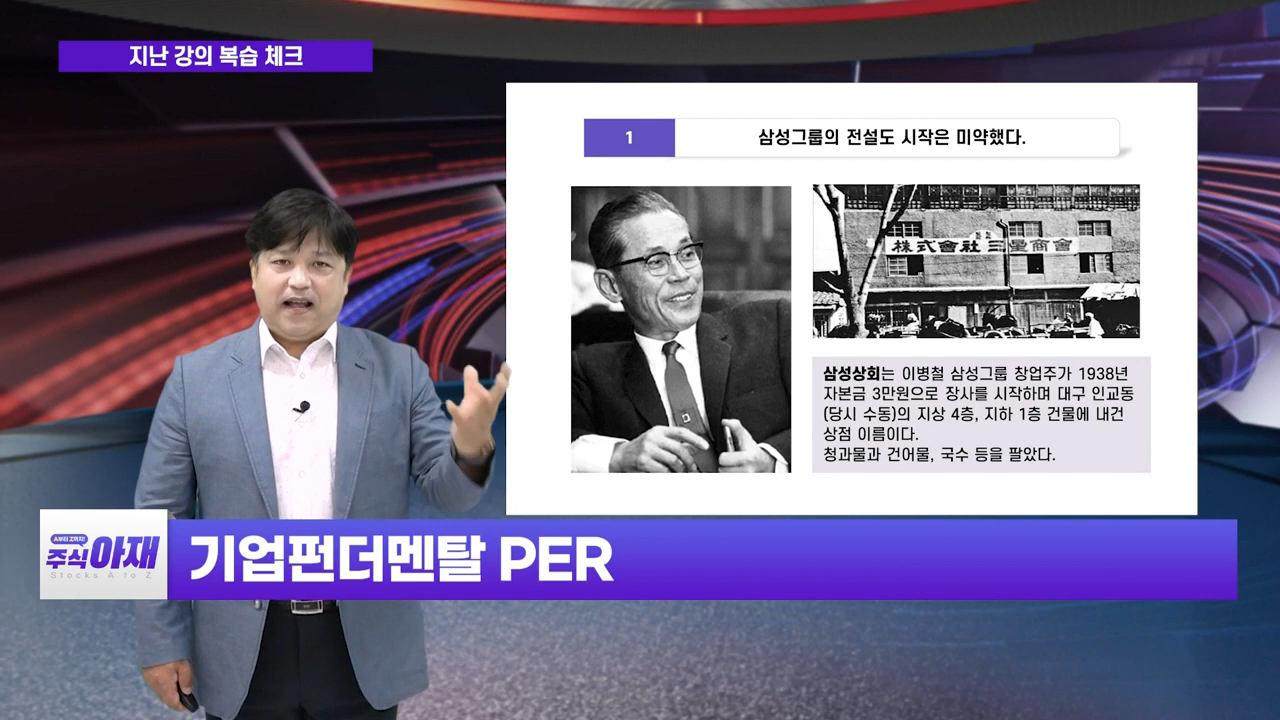 지난 강의 복습 체크
1
삼성그룹의 전설도 시작은 미약했다.
株式會社 三星商會
삼성상회는 이병철 삼성그룹 창업주가 1938년
자본금 3만원으로 장사를 시작하며 대구 인교동
(당시 수동)의 지상 4층, 지하 1층 건물에 내건
상점 이름이다.
청과물과 건어물, 국수 등을 팔았다.
A부터 Z까지!
주식아재
Stocks A to Z
기업펀더멘탈 PER